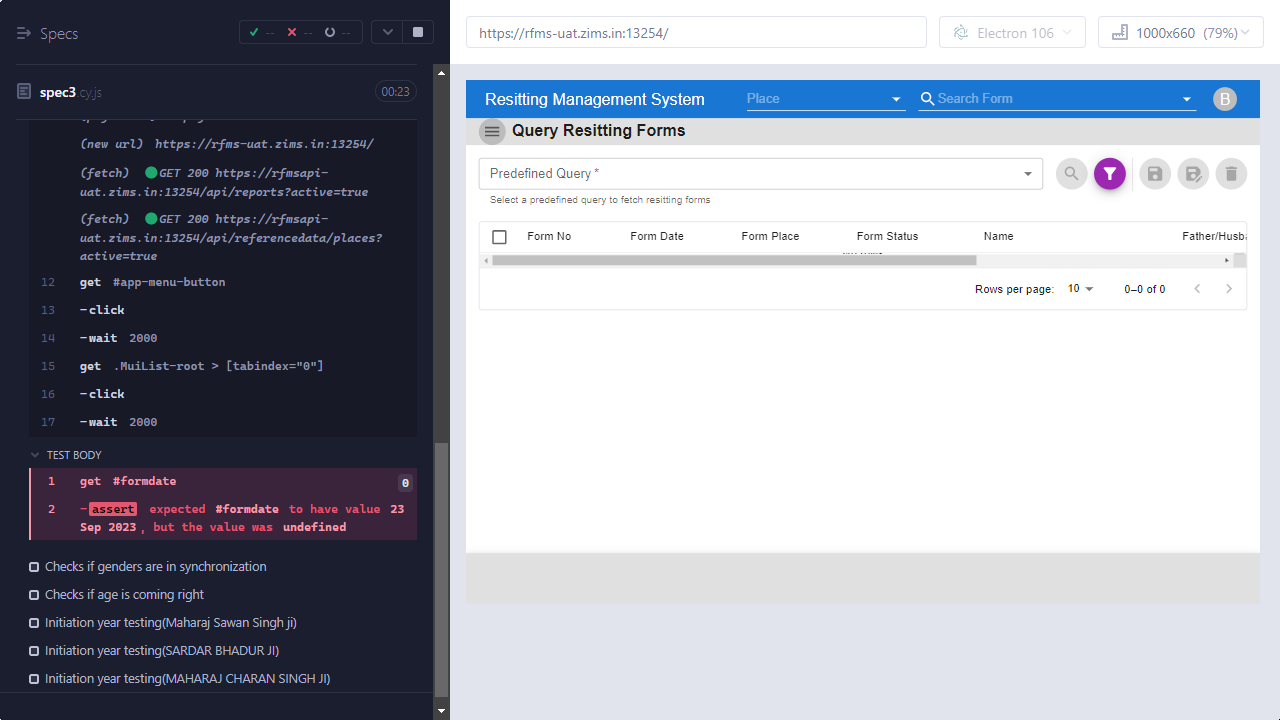 Specs
-- -- --
spec3.cy.js
00:23
(new url) https://rfms-uat.zims.in:13254/
(fetch) GET 200 https://rfmsapi-
uat.zims.in:13254/api/reports?active=true
(fetch) GET 200 https://rfmsapi-
uat.zims.in:13254/api/referencedata/places?
active=true
12 get #app-menu-button
13 -click
14 -wait 2000
15 get .MuiList-root > [tabindex="0"]
16 -click
17 -wait 2000
TEST BODY
1 get #formdate 0
2 -assert expected #formdate to have value 23
Sep 2023, but the value was undefined
Checks if genders are in synchronization
Checks if age is coming right
Initiation year testing(Maharaj Sawan Singh ji)
Initiation year testing(SARDAR BHADUR JI)
Initiation year testing(MAHARAJ CHARAN SINGH JI)
https://rfms-uat.zims.in:13254/
Electron 106
1000x660 (79%)
Resitting Management System
Place
Search Form
B
Query Resitting Forms
Predefined Query *
Select a predefined query to fetch resitting forms
Form No Form Date Form Place Form Status Name Father/Husba
Rows per page: 10 0–0 of 0